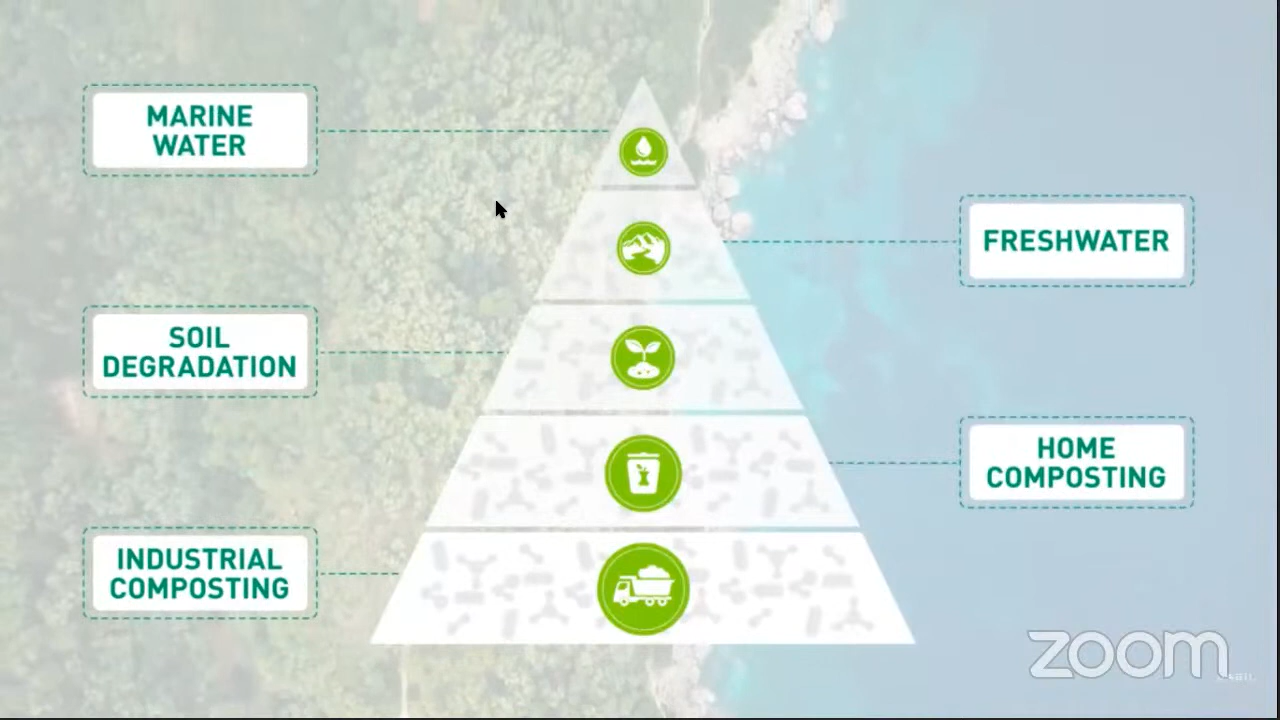 MARINE
WATER
FRESHWATER
SOIL
DEGRADATION
HOME
COMPOSTING
INDUSTRIAL
COMPOSTING
zoom